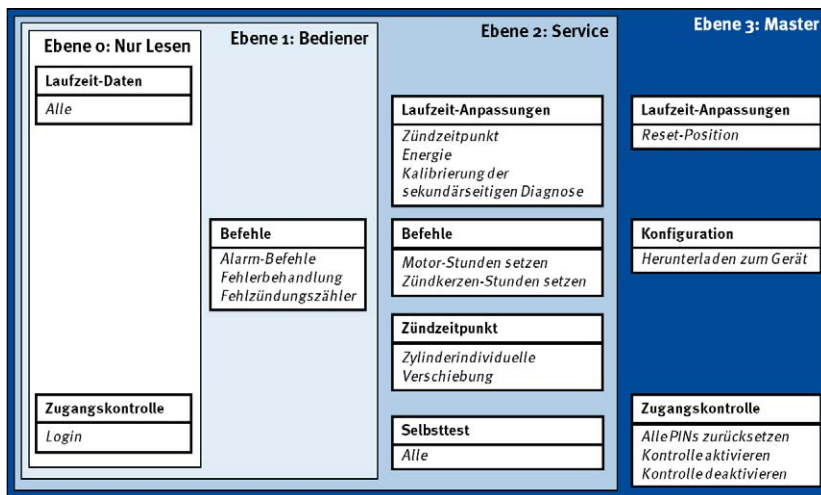 Ebene 0: Nur Lesen
Laufzeit-Daten
Alle
Zugangskontrolle
Login
Ebene 1: Bediener
Befehle
Alarm-Befehle
Fehlerbehandlung
Fehlzündungszähler
Ebene 2: Service
Laufzeit-Anpassungen
Zündzeitpunkt
Energie
Kalibrierung der
sekundärseitigen Diagnose
Befehle
Motor-Stunden setzen
Zündkerzen-Stunden setzen
Zündzeitpunkt
Zylinderindividuelle
Verschiebung
Selbsttest
Alle
Ebene 3: Master
Laufzeit-Anpassungen
Reset-Position
Konfiguration
Herunterladen zum Gerät
Zugangskontrolle
Alle PINs zurücksetzen
Kontrolle aktivieren
Kontrolle deaktivieren